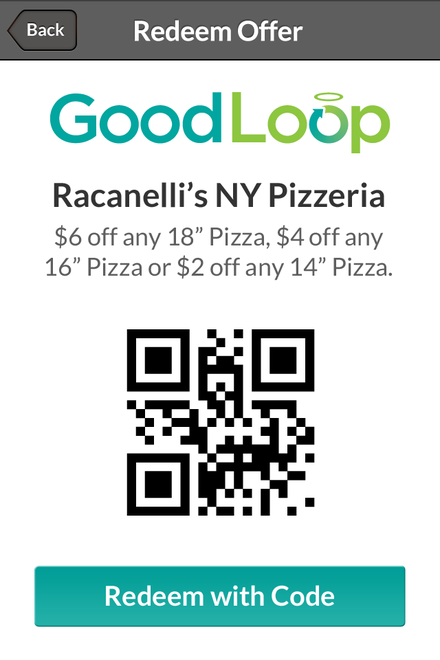 Back
Redeem Offer
GoodLoop
Racanelli’s NY Pizzeria
$6 off any 18” Pizza, $4 off any
16” Pizza or $2 off any 14” Pizza.
Redeem with Code